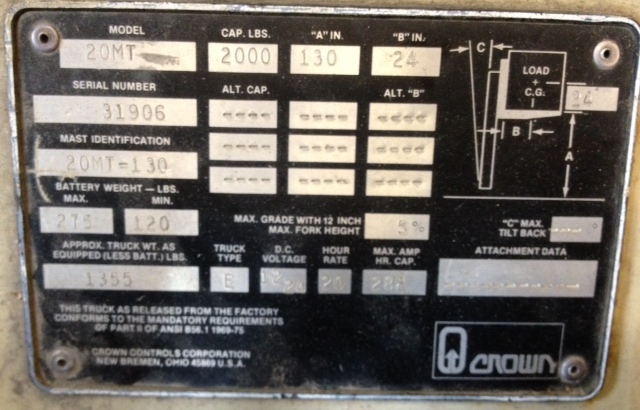 MODEL CAP. LBS. "A" IN. "B" IN.
20MT 2000 130 24
C LOAD
+
C.G. 24
B A
SERIAL NUMBER ALT. CAP. ALT. "B"
31906 ---- ---- ----
MAST IDENTIFICATION ---- ---- ----
20MT-130 ---- ---- ----
BATTERY WEIGHT — LBS.
MAX. MIN.
275 120
MAX. GRADE WITH 12 INCH
MAX. FORK HEIGHT 5%
"C" MAX.
TILT BACK °
APPROX. TRUCK WT. AS
EQUIPPED (LESS BATT.) LBS.
1355
TRUCK
TYPE
E
D.C.
VOLTAGE
HOUR
RATE
20
MAX. AMP
HR. CAP.
ATTACHMENT DATA
THIS TRUCK AS RELEASED FROM THE FACTORY
CONFORMS TO THE MANDATORY REQUIREMENTS
OF PART II OF ANSI B56.1 1969-75
CROWN CONTROLS CORPORATION
NEW BREMEN, OHIO 45869 U.S.A.
CROWN